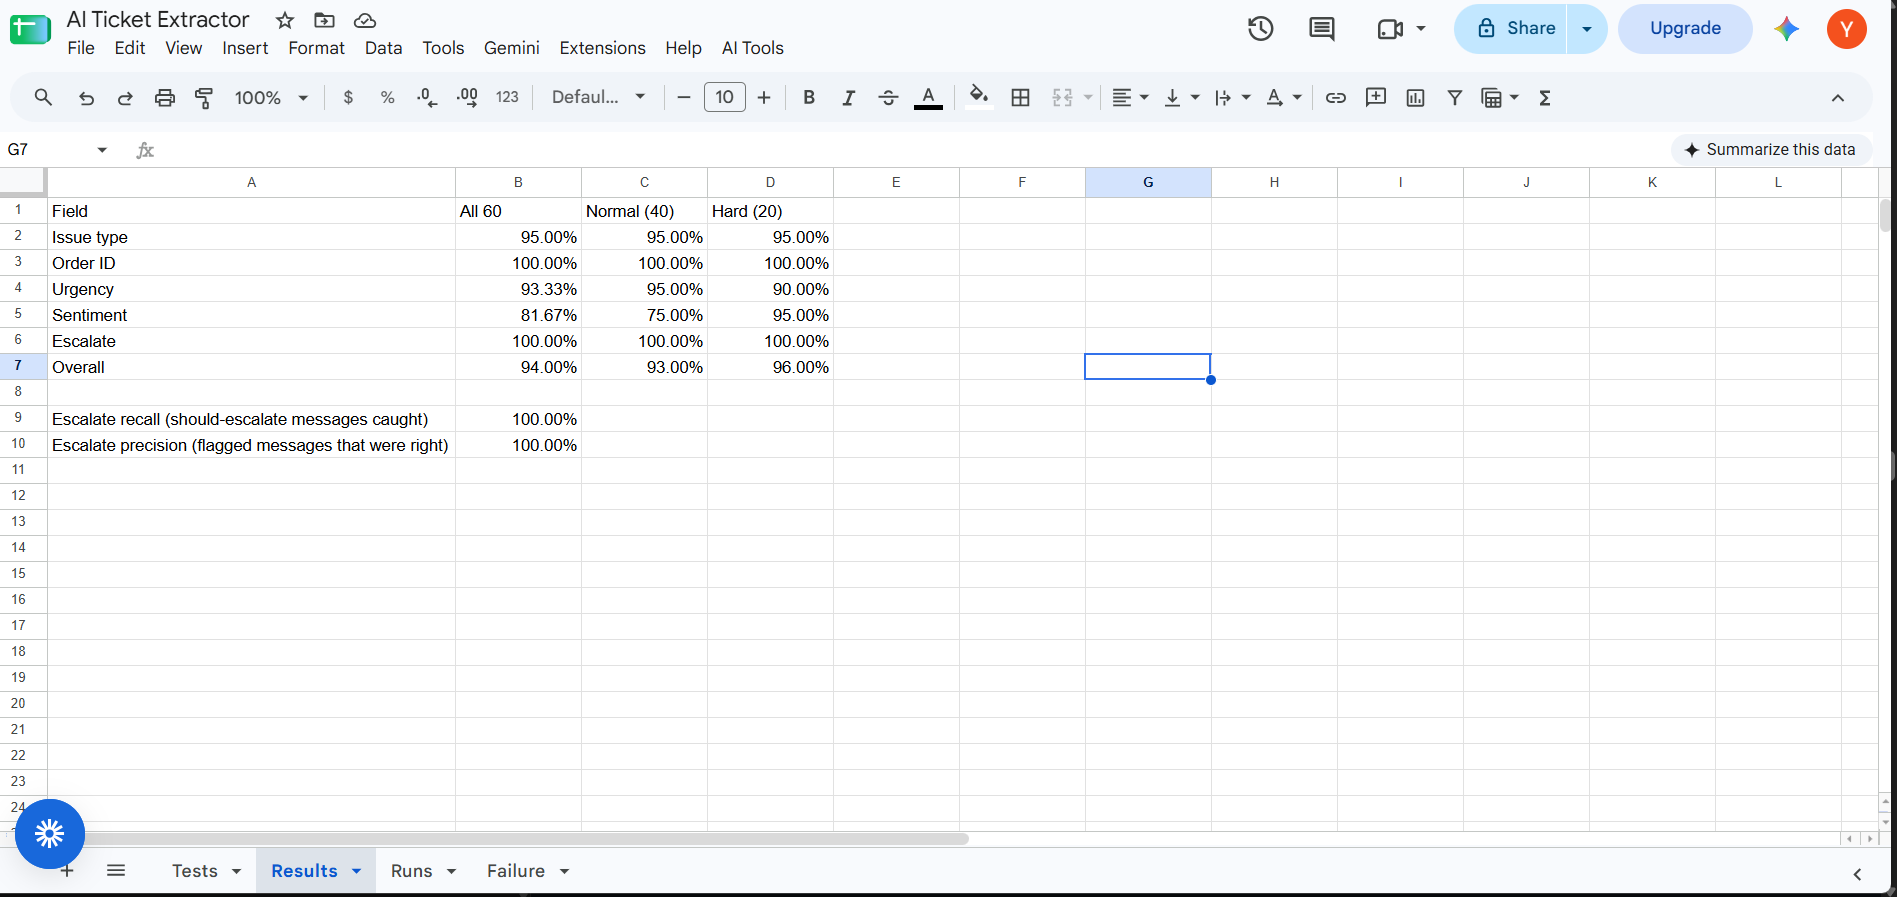 AI Ticket Extractor
File Edit View Insert Format Data Tools Gemini Extensions Help AI Tools
Share
Upgrade
Y
100% $ % .0 .00 123 Defaul... 10 B I A A
G7 fx
Summarize this data
A B C D E F G H I J K L
1 Field All 60 Normal (40) Hard (20)
2 Issue type 95.00% 95.00% 95.00%
3 Order ID 100.00% 100.00% 100.00%
4 Urgency 93.33% 95.00% 90.00%
5 Sentiment 81.67% 75.00% 95.00%
6 Escalate 100.00% 100.00% 100.00%
7 Overall 94.00% 93.00% 96.00%
8
9 Escalate recall (should-escalate messages caught) 100.00%
10 Escalate precision (flagged messages that were right) 100.00%
11
12
13
14
15
16
17
18
19
20
21
22
23
24
Tests Results Runs Failure